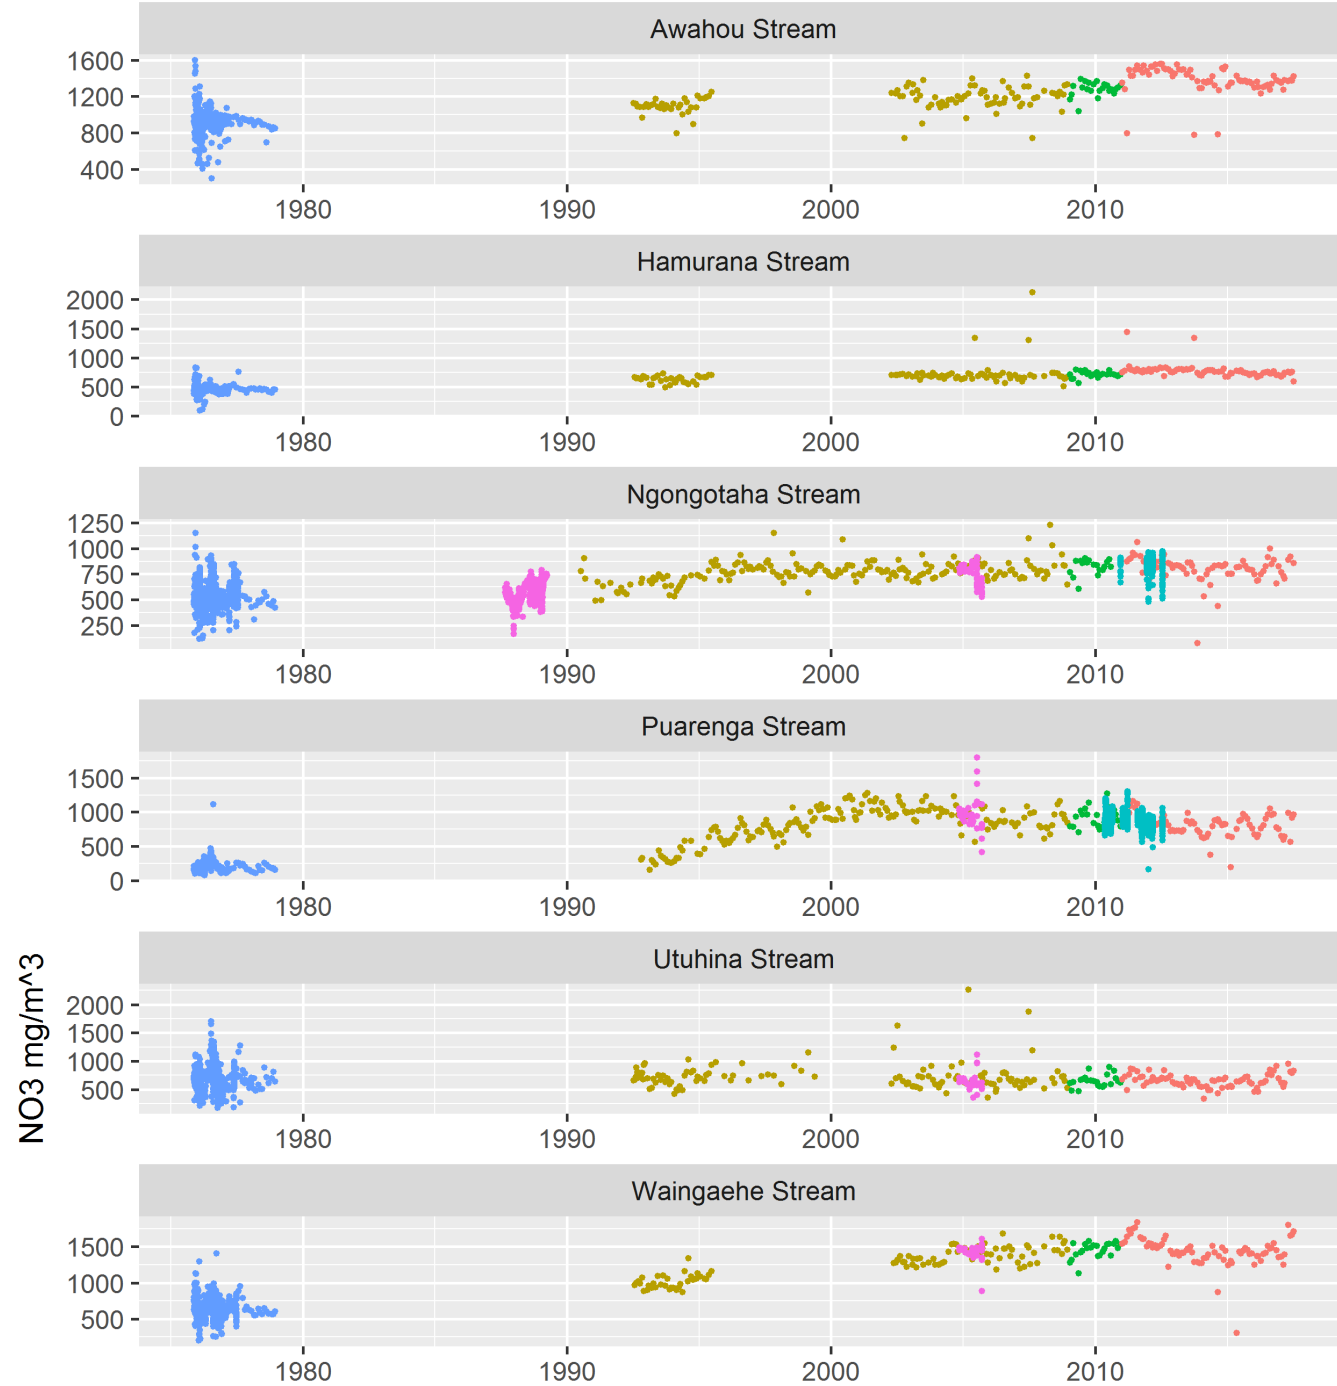 Awahou Stream
1600
1200
800
400
1980 1990 2000 2010
Hamurana Stream
2000
1500
1000
500
0
1980 1990 2000 2010
Ngongotaha Stream
1250
1000
750
500
250
1980 1990 2000 2010
Puarenga Stream
1500
1000
500
0
1980 1990 2000 2010
Utuhina Stream
2000
1500
1000
500
1980 1990 2000 2010
NO3 mg/m^3
Waingaehe Stream
1500
1000
500
1980 1990 2000 2010